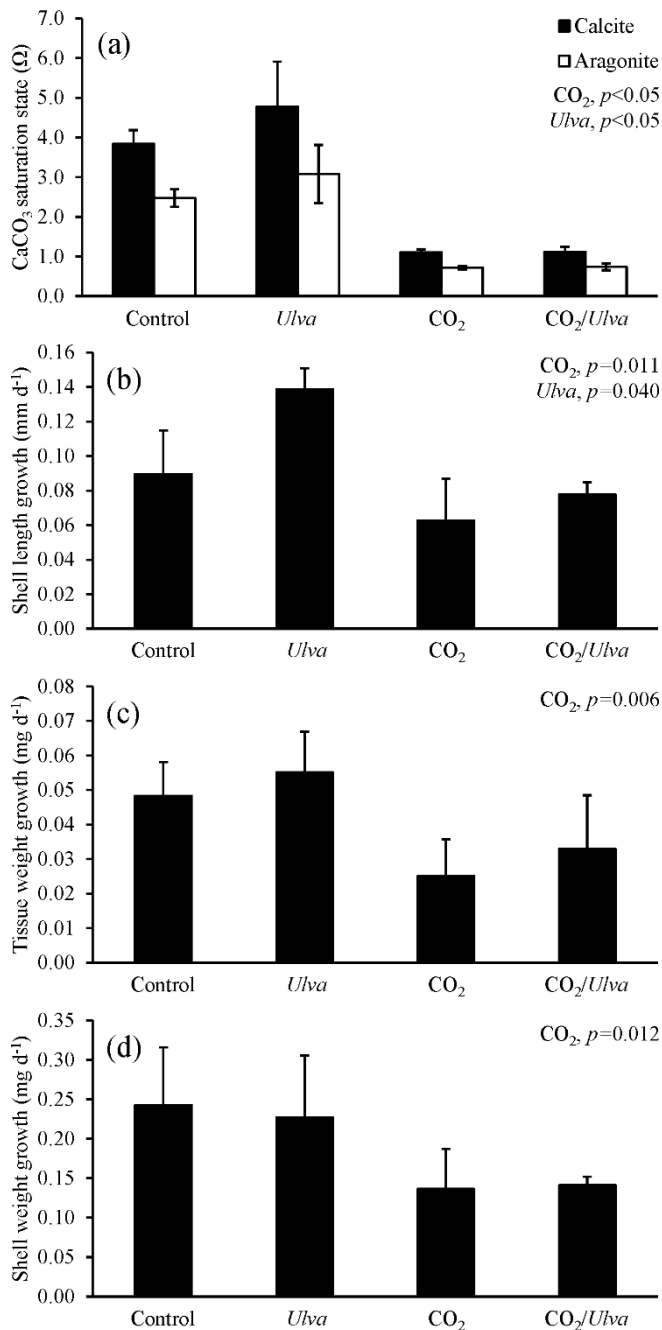 (a)
Calcite
Aragonite
CO₂, p<0.05
Ulva, p<0.05
CaCO₃ saturation state (Ω)
7.0
6.0
5.0
4.0
3.0
2.0
1.0
0.0
Control Ulva CO₂ CO₂/Ulva
(b)
CO₂, p=0.011
Ulva, p=0.040
Shell length growth (mm d⁻¹)
0.16
0.14
0.12
0.10
0.08
0.06
0.04
0.02
0.00
Control Ulva CO₂ CO₂/Ulva
(c)
CO₂, p=0.006
Tissue weight growth (mg d⁻¹)
0.08
0.07
0.06
0.05
0.04
0.03
0.02
0.01
0.00
Control Ulva CO₂ CO₂/Ulva
(d)
CO₂, p=0.012
Shell weight growth (mg d⁻¹)
0.35
0.30
0.25
0.20
0.15
0.10
0.05
0.00
Control Ulva CO₂ CO₂/Ulva